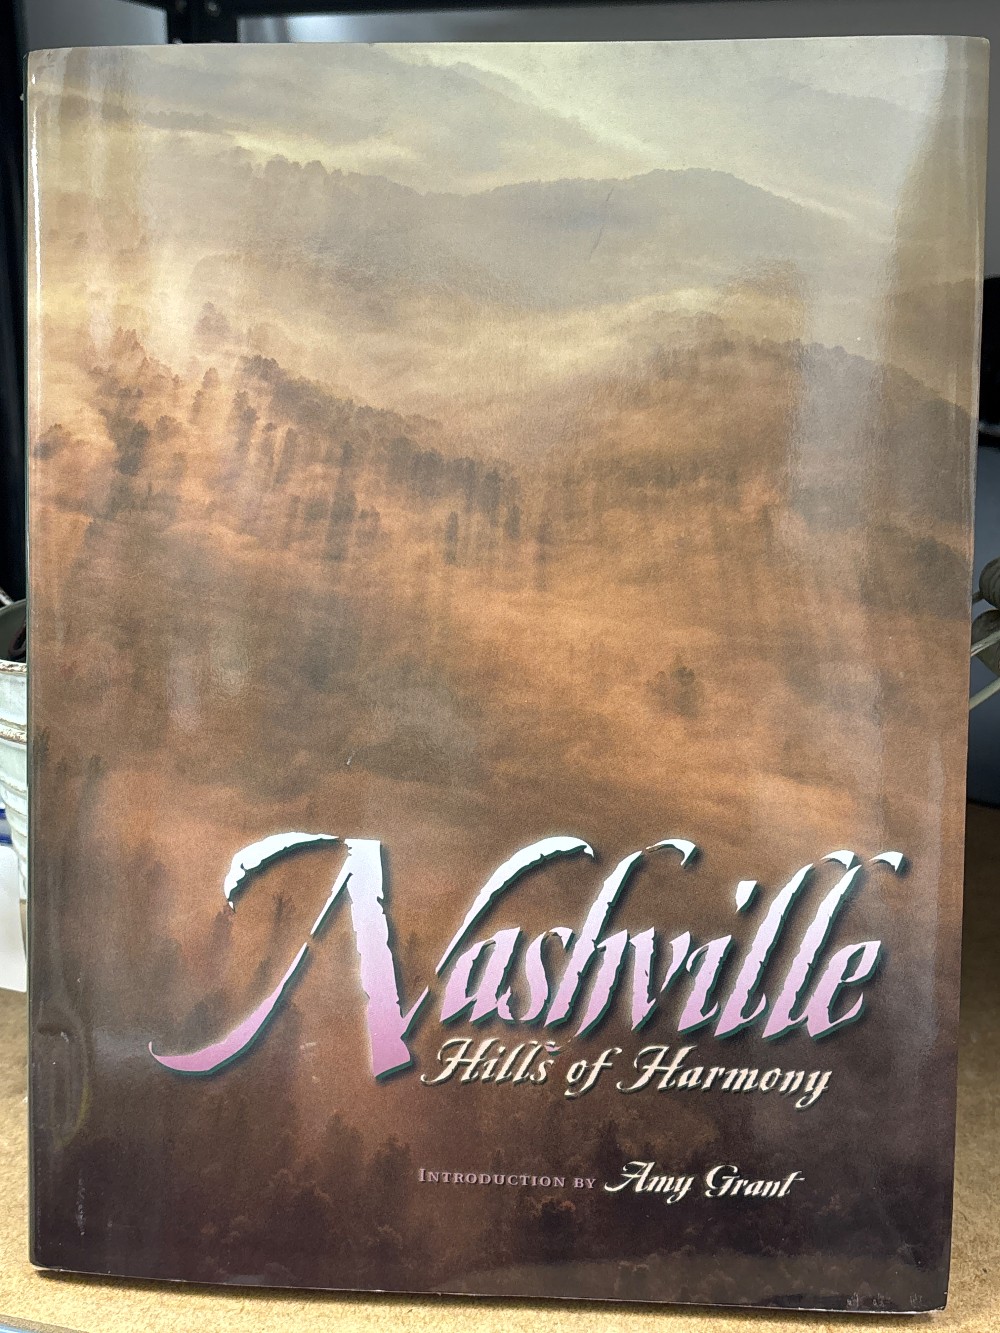 Nashville
Hills of Harmony
INTRODUCTION BY Amy Grant